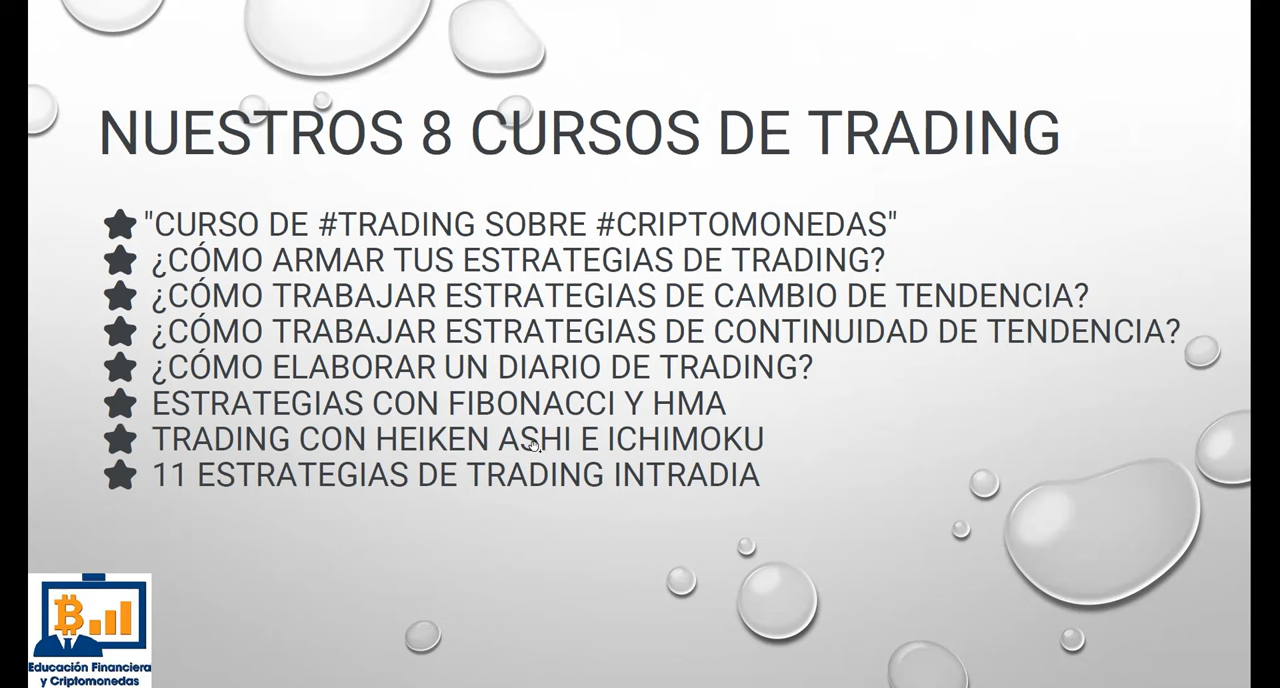 NUESTROS 8 CURSOS DE TRADING
"CURSO DE #TRADING SOBRE #CRIPTOMONEDAS"
¿CÓMO ARMAR TUS ESTRATEGIAS DE TRADING?
¿CÓMO TRABAJAR ESTRATEGIAS DE CAMBIO DE TENDENCIA?
¿CÓMO TRABAJAR ESTRATEGIAS DE CONTINUIDAD DE TENDENCIA?
¿CÓMO ELABORAR UN DIARIO DE TRADING?
ESTRATEGIAS CON FIBONACCI Y HMA
TRADING CON HEIKEN ASHI E ICHIMOKU
11 ESTRATEGIAS DE TRADING INTRADIA
Educación Financiera
y Criptomonedas